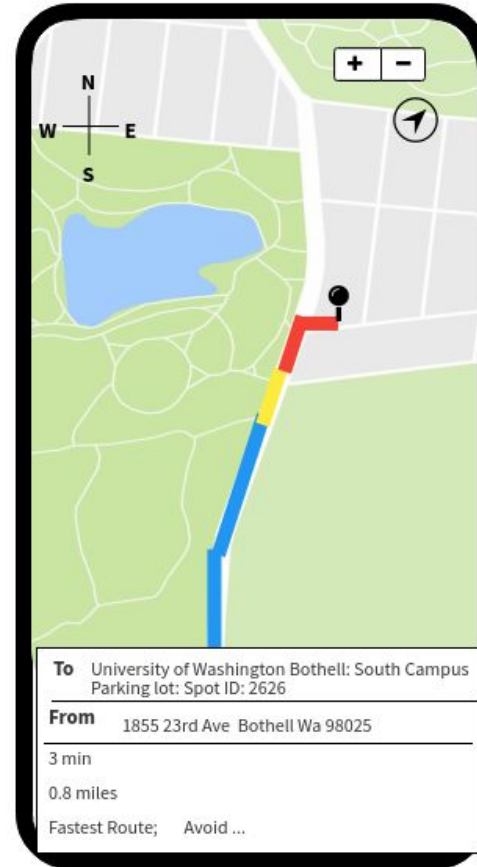 + −
N
W E
S
To University of Washington Bothell: South Campus
Parking lot: Spot ID: 2626
From 1855 23rd Ave Bothell Wa 98025
3 min
0.8 miles
Fastest Route; Avoid ...